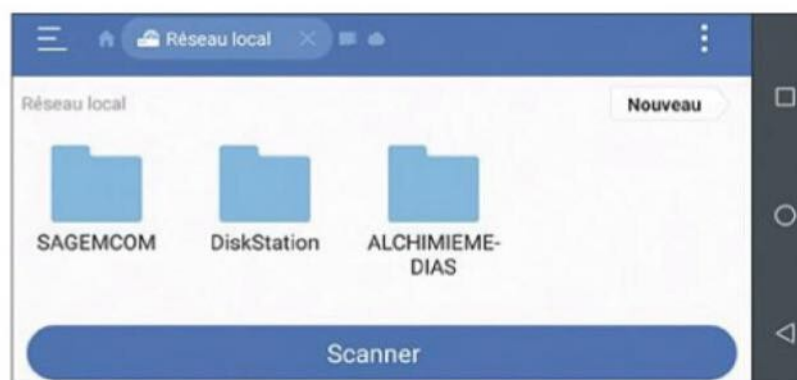 Réseau local
Réseau local
Nouveau
SAGEMCOM
DiskStation
ALCHIMIEME-
DIAS
Scanner